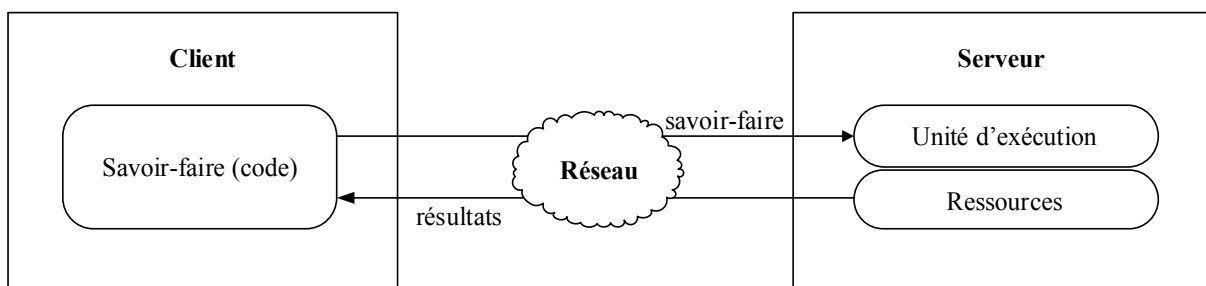 Client
Serveur
savoir-faire
Unité d'exécution
Savoir-faire (code)
Réseau
résultats
Ressources